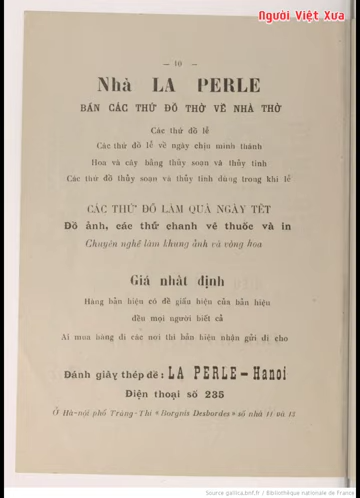 Người Việt Xưa
— 10 —
Nhà LA PERLE
BÁN CÁC THỨ ĐỒ THỜ VỀ NHÀ THỜ
Các thứ đồ lễ
Các thứ đồ lễ về ngày chịu mình thánh
Hoa và cây bằng thủy soạn và thủy tinh
Các thứ đồ thủy soạn và thủy tinh dùng trong khi lễ
CÁC THỨ ĐỒ LÀM QUÀ NGÀY TẾT
Đồ ảnh, các thứ chanh vẽ thuốc và in
Chuyên nghề làm khung ảnh và vòng hoa
Giá nhất định
Hàng bản hiệu có đề giấu hiệu của bản hiệu
đều mọi người biết cả
Ai mua hàng đi các nơi thì bản hiệu nhận gửi đi cho
Đánh giây thép đề : LA PERLE — Hanoi
Điện thoại số 235
Ở Hà-nội phố Tràng-Thi « Borgnis Desbordes » số nhà 11 và 13
Source gallica.bnf.fr / Bibliothèque nationale de France